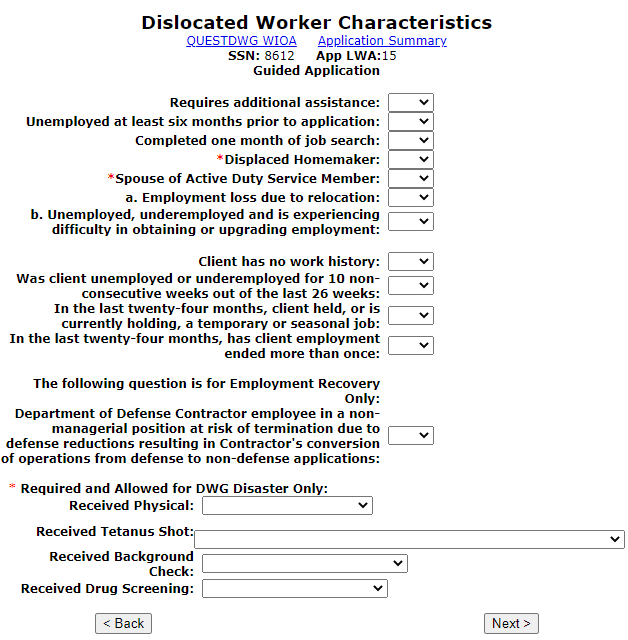 Dislocated Worker Characteristics
QUESTDWG WIOA Application Summary
SSN: 8612 App LWA:15
Guided Application
Requires additional assistance:
Unemployed at least six months prior to application:
Completed one month of job search:
*Displaced Homemaker:
*Spouse of Active Duty Service Member:
a. Employment loss due to relocation:
b. Unemployed, underemployed and is experiencing
difficulty in obtaining or upgrading employment:
Client has no work history:
Was client unemployed or underemployed for 10 non-
consecutive weeks out of the last 26 weeks:
In the last twenty-four months, client held, or is
currently holding, a temporary or seasonal job:
In the last twenty-four months, has client employment
ended more than once:
The following question is for Employment Recovery
Only:
Department of Defense Contractor employee in a non-
managerial position at risk of termination due to
defense reductions resulting in Contractor's conversion
of operations from defense to non-defense applications:
* Required and Allowed for DWG Disaster Only:
Received Physical:
Received Tetanus Shot:
Received Background
Check:
Received Drug Screening:
< Back Next >